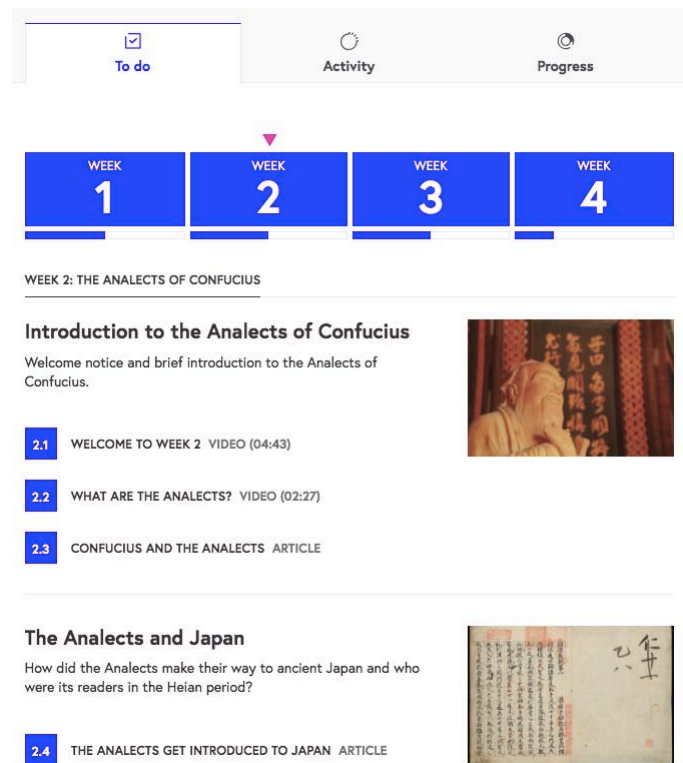 To do
Activity
Progress
WEEK
1
WEEK
2
WEEK
3
WEEK
4
WEEK 2: THE ANALECTS OF CONFUCIUS
Introduction to the Analects of Confucius
Welcome notice and brief introduction to the Analects of
Confucius.
2.1 WELCOME TO WEEK 2 VIDEO (04:43)
2.2 WHAT ARE THE ANALECTS? VIDEO (02:27)
2.3 CONFUCIUS AND THE ANALECTS ARTICLE
The Analects and Japan
How did the Analects make their way to ancient Japan and who
were its readers in the Heian period?
2.4 THE ANALECTS GET INTRODUCED TO JAPAN ARTICLE